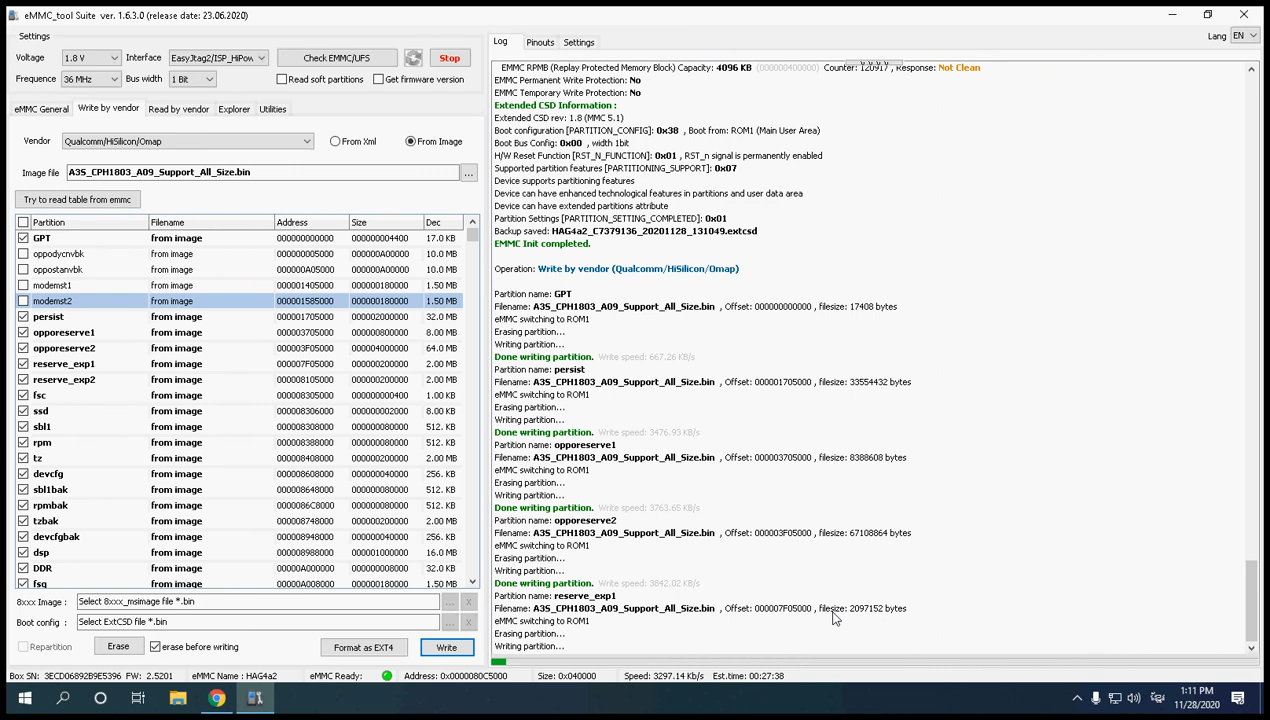 eMMC_tool Suite ver. 1.6.3.0 (release date: 23.06.2020)
Settings
Voltage 1.8 V Interface EasyJtag2/ISP_HiPow Check EMMC/UFS Stop
Frequency 36 MHz Bus width 1 Bit Read soft partitions Get firmware version
eMMC General Write by vendor Read by vendor Explorer Utilities
Vendor Qualcomm/HiSilicon/Omap From Xml From Image
Image file A3S_CPH1803_A09_Support_All_Size.bin ...
Try to read table from emmc
Partition Filename Address Size Dec
GPT from image 000000000000 000000004400 17.0 KB
oppodycnvbk from image 000000005000 000000A00000 10.0 MB
oppostanvbk from image 000000A05000 000000A00000 10.0 MB
modemst1 from image 000001405000 000000180000 1.50 MB
modemst2 from image 000001585000 000000180000 1.50 MB
persist from image 000001705000 000002000000 32.0 MB
opporeserve1 from image 000003705000 000000800000 8.00 MB
opporeserve2 from image 000003F05000 000004000000 64.0 MB
reserve_exp1 from image 000007F05000 000000200000 2.00 MB
reserve_exp2 from image 000008105000 000000200000 2.00 MB
fsc from image 000008305000 000000000400 1.00 KB
ssd from image 000008306000 000000002000 8.00 KB
sbl1 from image 000008308000 000000080000 512. KB
rpm from image 000008388000 000000080000 512. KB
tz from image 000008408000 000000200000 2.00 MB
devcfg from image 000008608000 000000040000 256. KB
sbl1bak from image 000008648000 000000080000 512. KB
rpmbak from image 0000086C8000 000000080000 512. KB
tzbak from image 000008748000 000000200000 2.00 MB
devcfgbak from image 000008948000 000000040000 256. KB
dsp from image 000008988000 000001000000 16.0 MB
DDR from image 00000A000000 000000008000 32.0 KB
fsg from image 00000A008000 000000180000 1.50 MB
8xxx Image : Select 8xxx_msimage file *.bin ... X
Boot config : Select ExtCSD file *.bin ... X
Repartition Erase erase before writing Format as EXT4 Write
Log Pinouts Settings Lang EN
EMMC RPMB (Replay Protected Memory Block) Capacity: 4096 KB (000000400000) Counter: 120917 , Response: Not Clean
EMMC Permanent Write Protection: No
EMMC Temporary Write Protection: No
Extended CSD Information :
Extended CSD rev: 1.8 (MMC 5.1)
Boot configuration [PARTITION_CONFIG]: 0x38 , Boot from: ROM1 (Main User Area)
Boot Bus Config: 0x00 , width 1bit
H/W Reset Function [RST_N_FUNCTION]: 0x01 , RST_n signal is permanently enabled
Supported partition features [PARTITIONING_SUPPORT]: 0x07
Device supports partitioning features
Device can have enhanced technological features in partitions and user data area
Device can have extended partitions attribute
Partition Settings [PARTITION_SETTING_COMPLETED]: 0x01
Backup saved: HAG4a2_C7379136_20201128_131049.extcsd
EMMC Init completed.
Operation: Write by vendor (Qualcomm/HiSilicon/Omap)
Partition name: GPT
Filename: A3S_CPH1803_A09_Support_All_Size.bin , Offset: 000000000000 , filesize: 17408 bytes
eMMC switching to ROM1
Erasing partition...
Writing partition...
Done writing partition. Write speed: 667.26 KB/s
Partition name: persist
Filename: A3S_CPH1803_A09_Support_All_Size.bin , Offset: 000001705000 , filesize: 33554432 bytes
eMMC switching to ROM1
Erasing partition...
Writing partition...
Done writing partition. Write speed: 3476.93 KB/s
Partition name: opporeserve1
Filename: A3S_CPH1803_A09_Support_All_Size.bin , Offset: 000003705000 , filesize: 8388608 bytes
eMMC switching to ROM1
Erasing partition...
Writing partition...
Done writing partition. Write speed: 3763.65 KB/s
Partition name: opporeserve2
Filename: A3S_CPH1803_A09_Support_All_Size.bin , Offset: 000003F05000 , filesize: 67108864 bytes
eMMC switching to ROM1
Erasing partition...
Writing partition...
Done writing partition. Write speed: 3842.02 KB/s
Partition name: reserve_exp1
Filename: A3S_CPH1803_A09_Support_All_Size.bin , Offset: 000007F05000 , filesize: 2097152 bytes
eMMC switching to ROM1
Erasing partition...
Writing partition...
Box SN: 3ECD06892B9E5396 FW: 2.5201 eMMC Name : HAG4a2 eMMC Ready: Address: 0x0000080C5000 Size: 0x040000 Speed: 3297.14 KB/s Est.time: 00:27:38
1:11 PM
11/28/2020